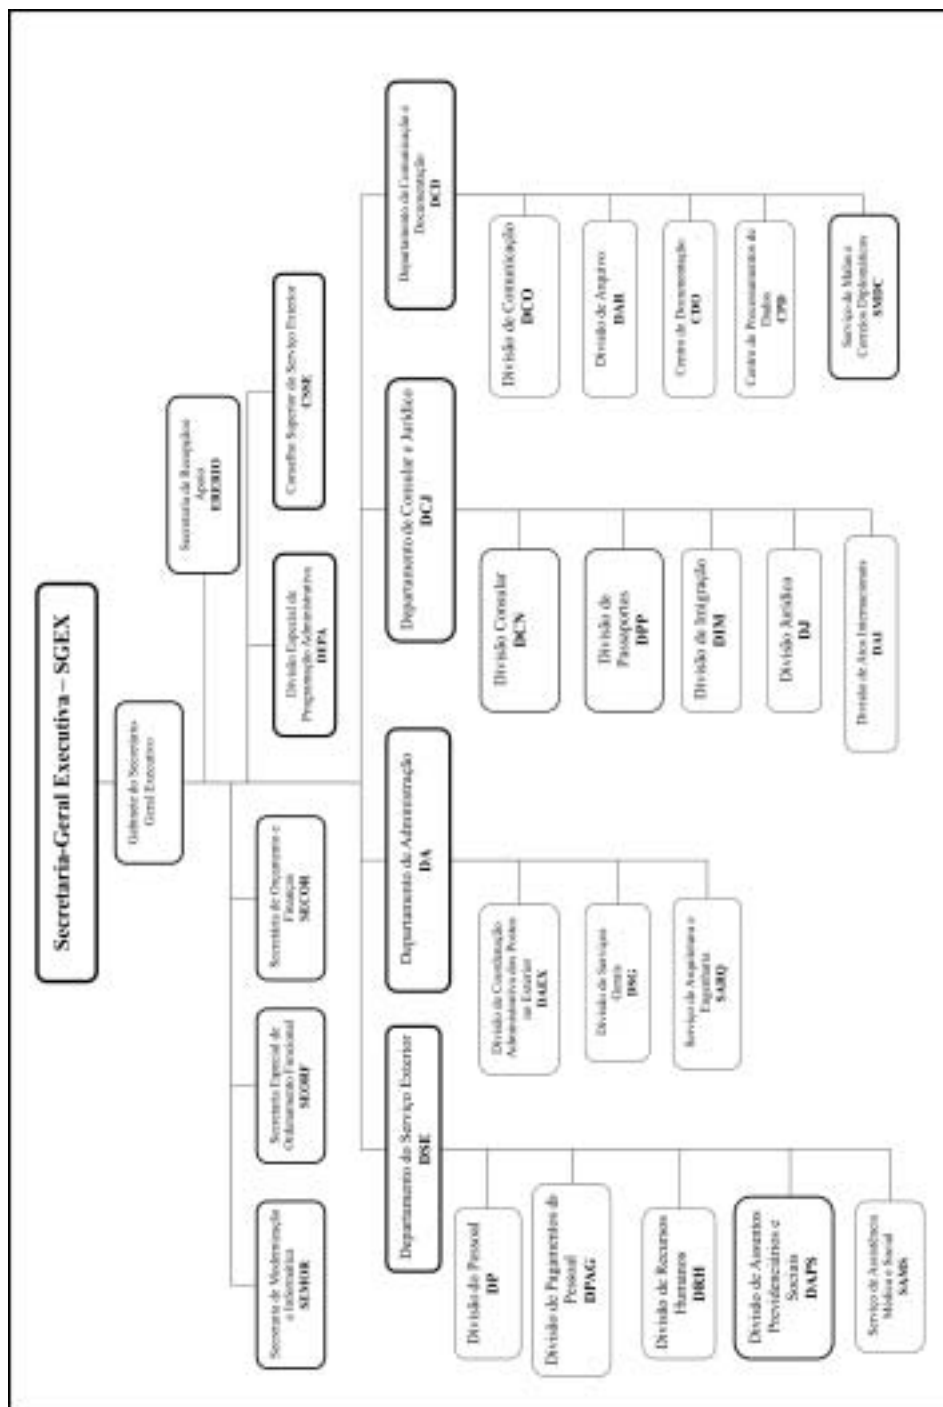 Secretaria-Geral Executiva – SGEX
Gabinete do Secretário
Geral Executivo
Secretaria de Recepção e
Apoio
ERERIO
Secretaria de Modernização
e Informática
SEMOR
Secretaria Especial de
Ordenamento Funcional
SEORF
Secretaria de Orçamento e
Finanças
SECOR
Divisão Especial de
Programação Administrativa
DEPA
Conselho Superior do Serviço Exterior
CSSE
Departamento do Serviço Exterior
DSE
Departamento de Administração
DA
Departamento de Consular e Jurídico
DCJ
Departamento de Comunicação e
Documentação
DCD
Divisão do Pessoal
DP
Divisão de Pagamentos do
Pessoal
DPAG
Divisão de Recursos
Humanos
DRH
Divisão de Assuntos
Previdenciários e
Sociais
DAPS
Serviço de Assistência
Médica e Social
SAMS
Divisão de Coordenação
Administrativa dos Postos
no Exterior
DAEX
Divisão de Serviços
Gerais
DSG
Serviço de Arquitetura e
Engenharia
SARQ
Divisão Consular
DCN
Divisão de
Passaportes
DPP
Divisão de Imigração
DIM
Divisão Jurídica
DJ
Divisão de Atos Internacionais
DAI
Divisão de Comunicação
DCO
Divisão de Arquivo
DAR
Centro de Documentação
CDO
Centro de Processamento de
Dados
CPD
Serviço de Malas e
Correios Diplomáticos
SMDC